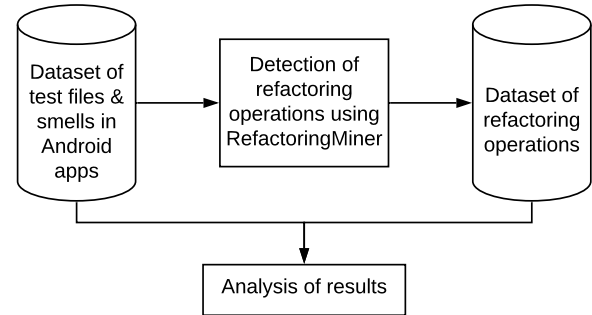 Dataset of
test files &
smells in
Android
apps
Detection of
refactoring
operations using
RefactoringMiner
Dataset of
refactoring
operations
Analysis of results